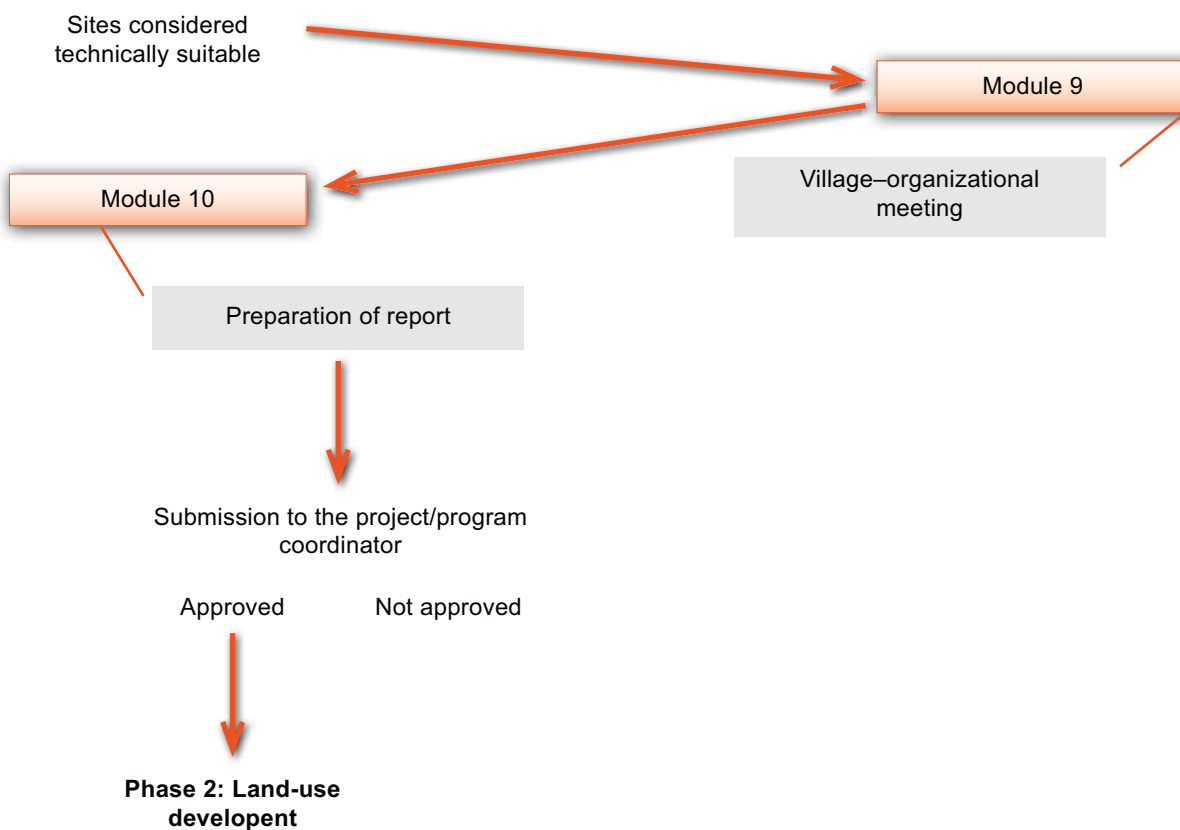 Sites considered
technically suitable
Module 9
Village–organizational
meeting
Module 10
Preparation of report
Submission to the project/program
coordinator
Approved
Not approved
Phase 2: Land-use
developent